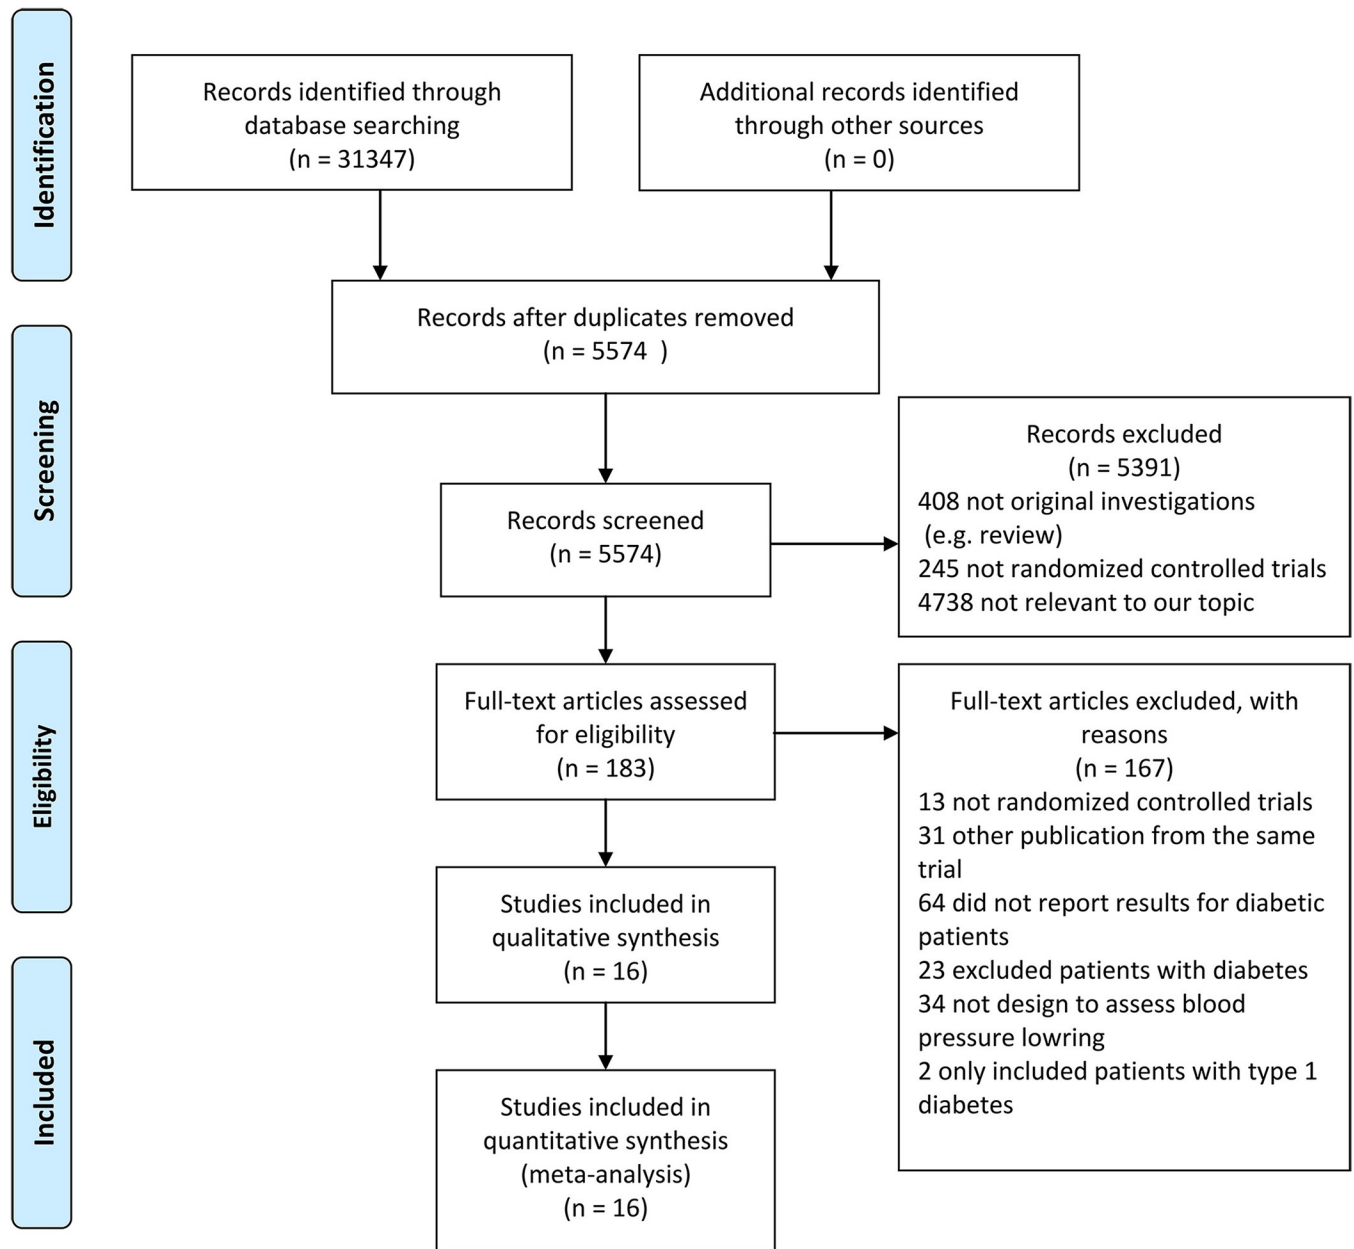 Identification
Records identified through
database searching
(n = 31347)
Additional records identified
through other sources
(n = 0)
Records after duplicates removed
(n = 5574  )
Screening
Records screened
(n = 5574)
Records excluded
(n = 5391)
408 not original investigations
(e.g. review)
245 not randomized controlled trials
4738 not relevant to our topic
Eligibility
Full-text articles assessed
for eligibility
(n = 183)
Full-text articles excluded, with
reasons
(n = 167)
13 not randomized controlled trials
31 other publication from the same
trial
64 did not report results for diabetic
patients
23 excluded patients with diabetes
34 not design to assess blood
pressure lowring
2 only included patients with type 1
diabetes
Studies included in
qualitative synthesis
(n = 16)
Included
Studies included in
quantitative synthesis
(meta-analysis)
(n = 16)